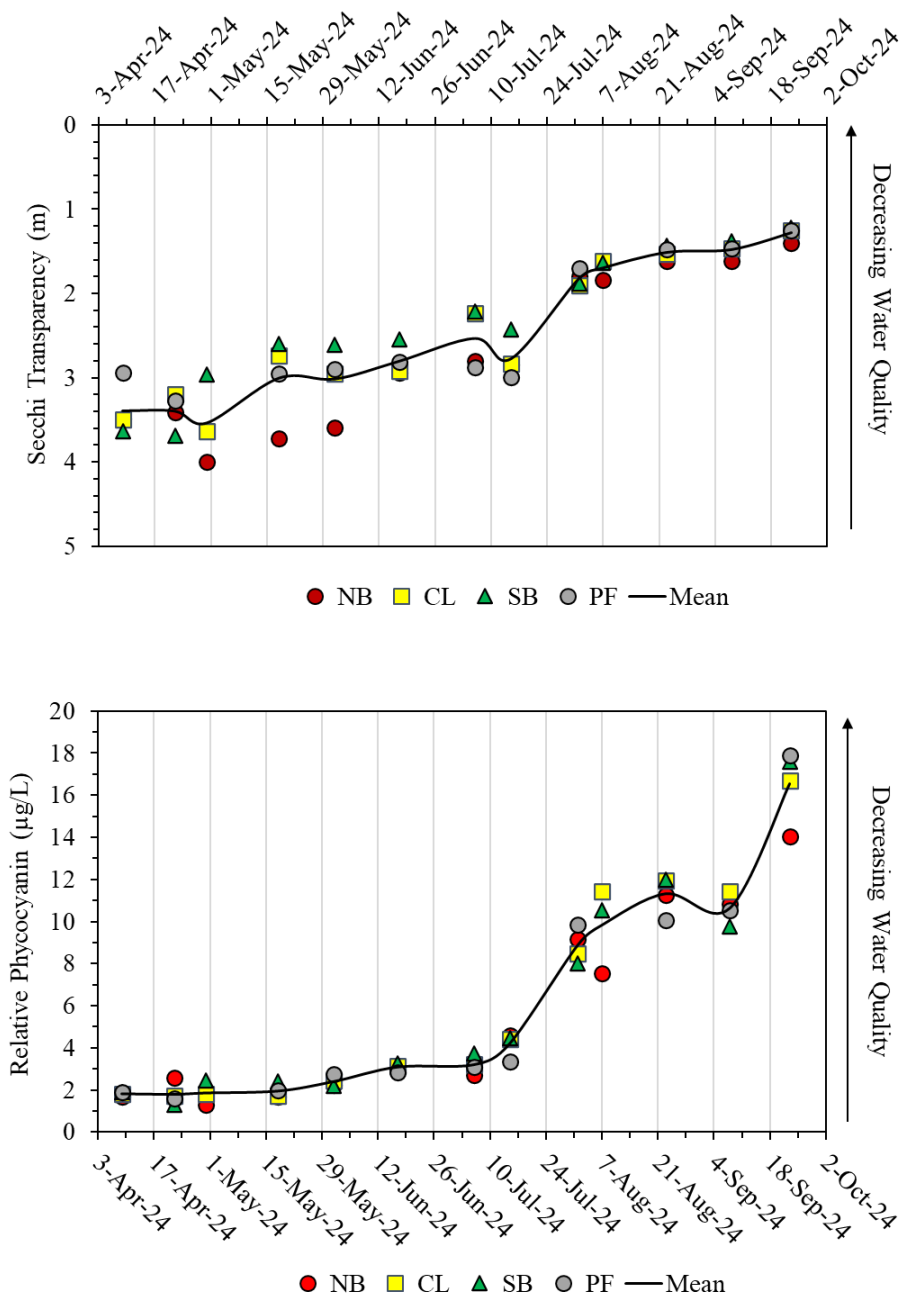 3-Apr-24
17-Apr-24
1-May-24
15-May-24
29-May-24
12-Jun-24
26-Jun-24
10-Jul-24
24-Jul-24
7-Aug-24
21-Aug-24
4-Sep-24
18-Sep-24
2-Oct-24
Secchi Transparency (m)
0
1
2
3
4
5
Decreasing Water Quality
NB CL SB PF Mean
Relative Phycocyanin (µg/L)
20
18
16
14
12
10
8
6
4
2
0
Decreasing Water Quality
3-Apr-24
17-Apr-24
1-May-24
15-May-24
29-May-24
12-Jun-24
26-Jun-24
10-Jul-24
24-Jul-24
7-Aug-24
21-Aug-24
4-Sep-24
18-Sep-24
2-Oct-24
NB CL SB PF Mean